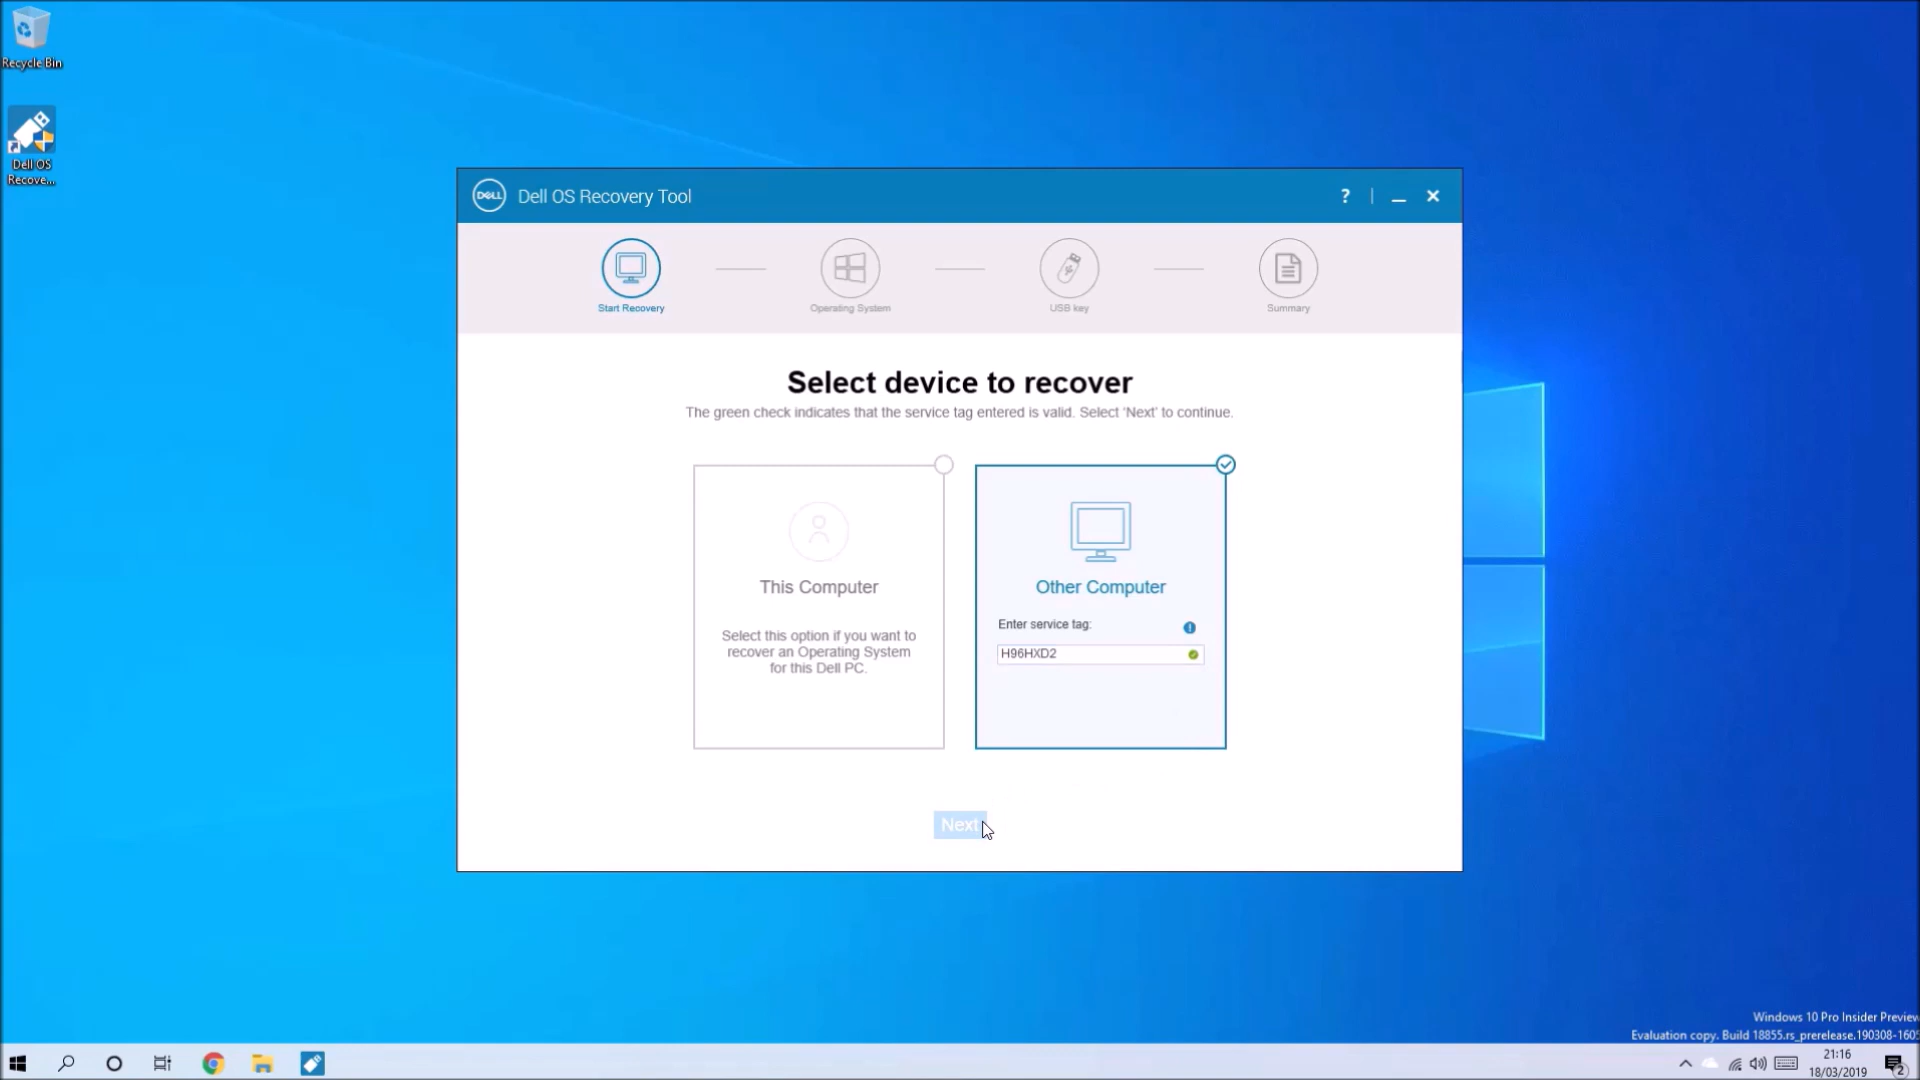 Recycle Bin
Dell OS
Recove...
DELL
Dell OS Recovery Tool
?
Start Recovery
Operating System
USB key
Summary
Select device to recover
The green check indicates that the service tag entered is valid. Select 'Next' to continue.
This Computer
Select this option if you want to
recover an Operating System
for this Dell PC.
Other Computer
Enter service tag:
H96HXD2
Next
Windows 10 Pro Insider Preview
Evaluation copy. Build 18855.rs_prerelease.190308-160
21:16
18/03/2019
2